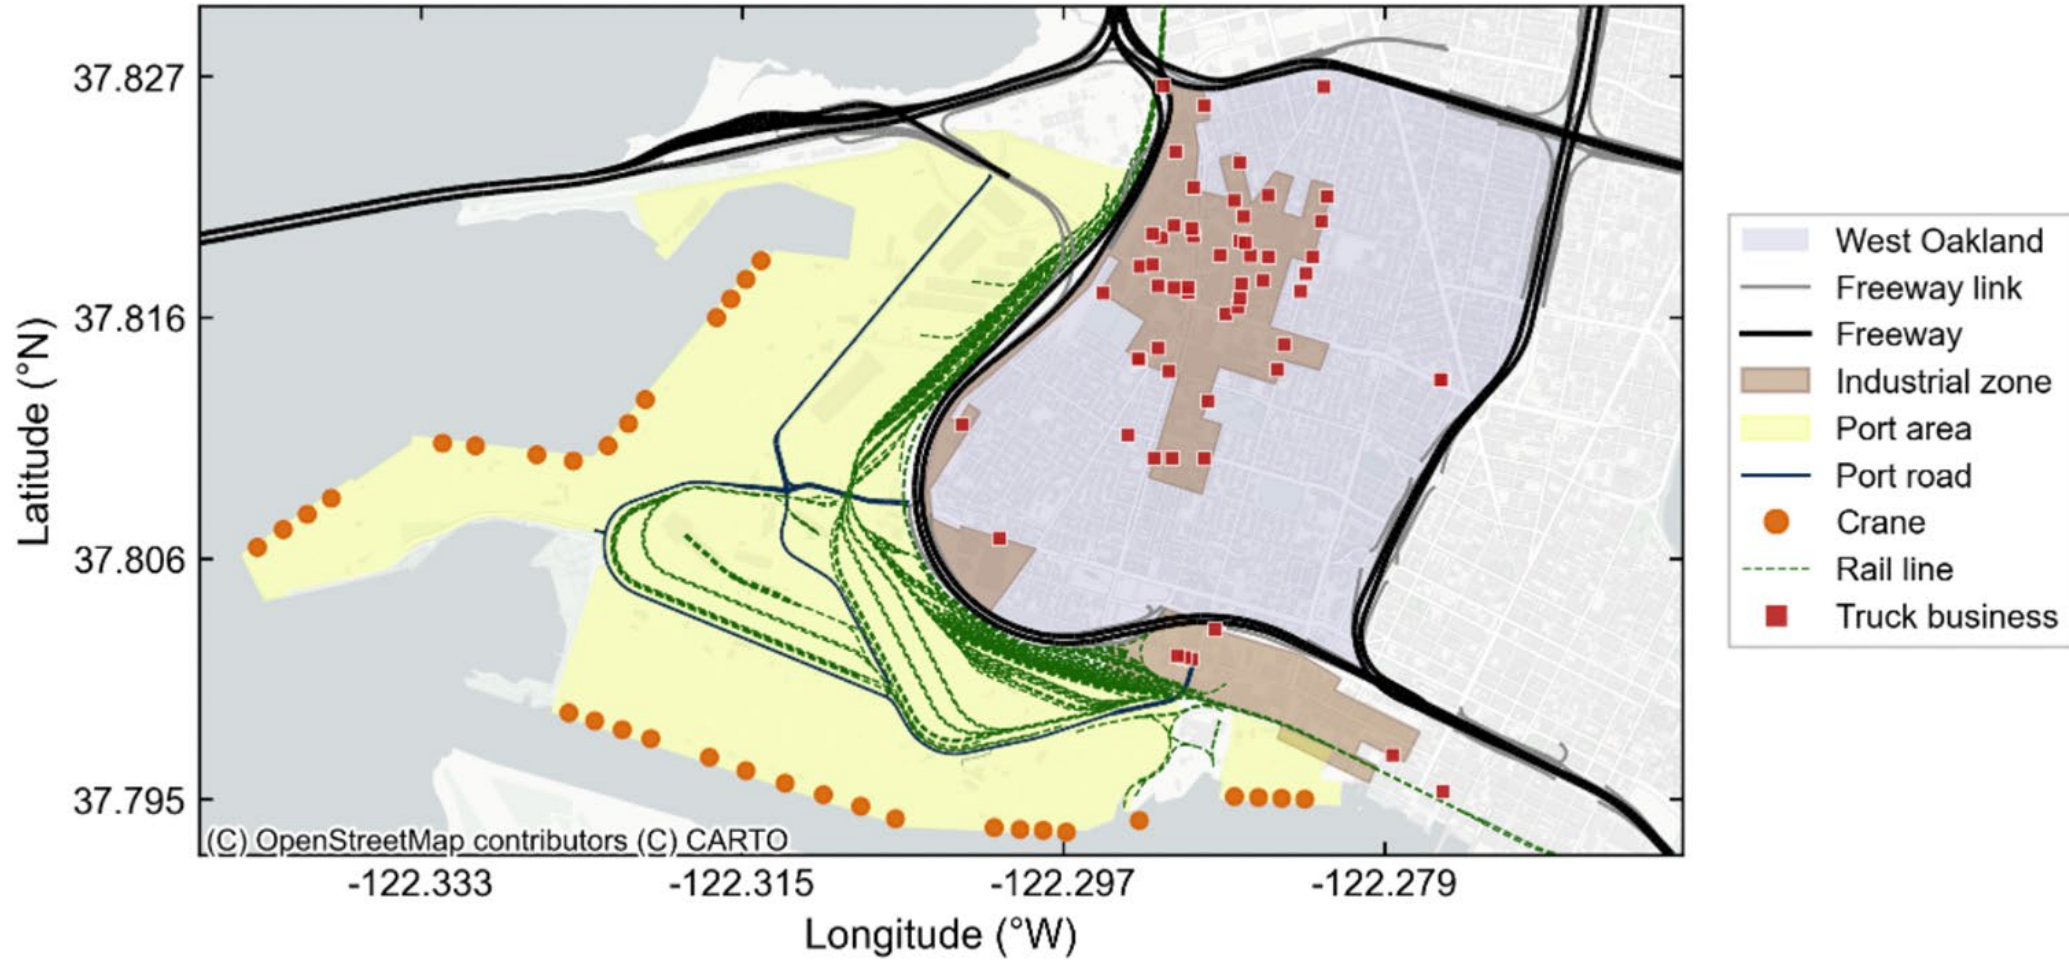 37.827
37.816
37.806
37.795
Latitude (°N)
-122.333
-122.315
-122.297
-122.279
Longitude (°W)
(C) OpenStreetMap contributors (C) CARTO
West Oakland
Freeway link
Freeway
Industrial zone
Port area
Port road
Crane
Rail line
Truck business